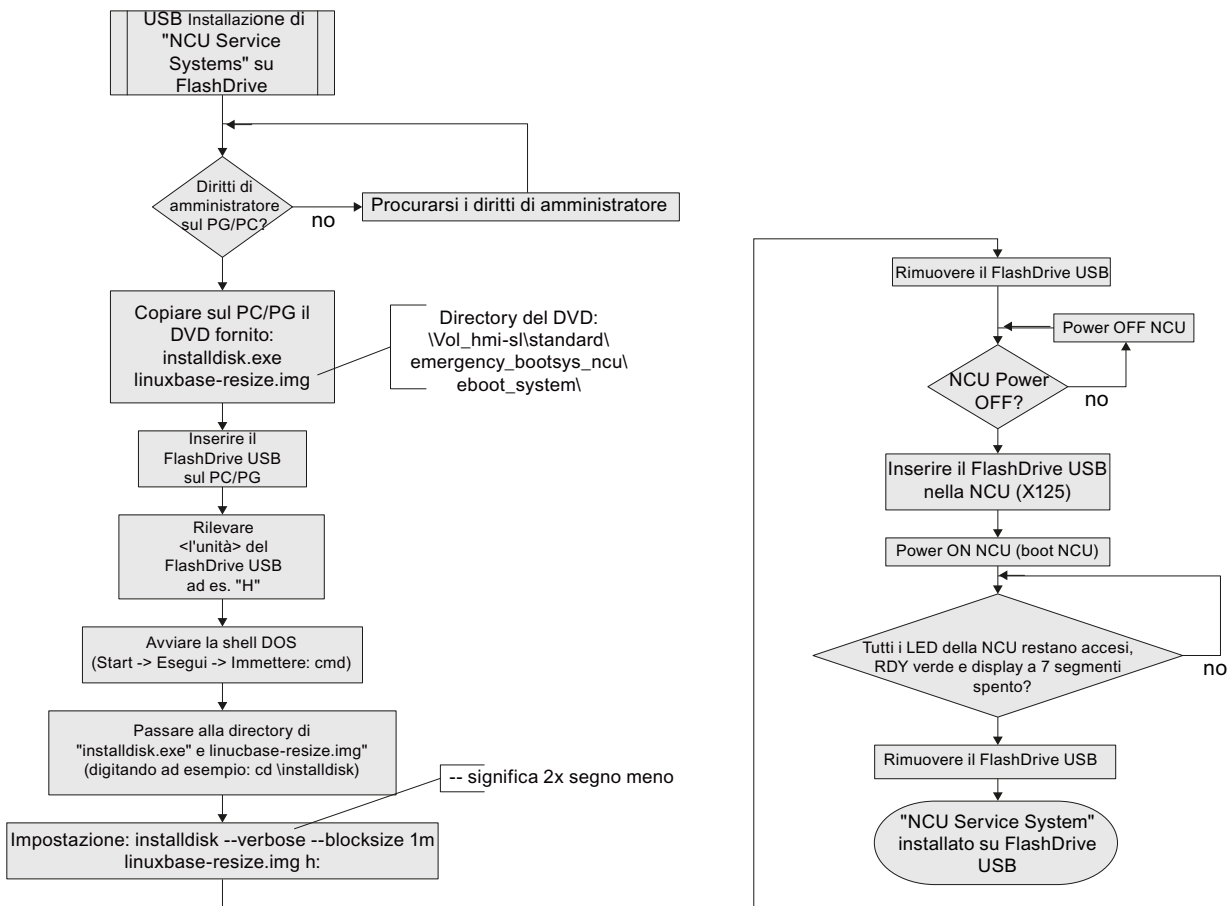 USB Installazione di
"NCU Service
Systems" su
FlashDrive
Diritti di
amministratore
sul PG/PC?
no
Procurarsi i diritti di amministratore
Copiare sul PC/PG il
DVD fornito:
installdisk.exe
linuxbase-resize.img
Directory del DVD:
\Vol_hmi-sl\standard\
emergency_bootsys_ncu\
eboot_system\
Inserire il
FlashDrive USB
sul PC/PG
Rilevare
<l'unità> del
FlashDrive USB
ad es. "H"
Avviare la shell DOS
(Start -> Esegui -> Immettere: cmd)
Passare alla directory di
"installdisk.exe" e linucbase-resize.img"
(digitando ad esempio: cd \installdisk)
-- significa 2x segno meno
Impostazione: installdisk --verbose --blocksize 1m
linuxbase-resize.img h:
Rimuovere il FlashDrive USB
Power OFF NCU
NCU Power
OFF?
no
Inserire il FlashDrive USB
nella NCU (X125)
Power ON NCU (boot NCU)
Tutti i LED della NCU restano accesi,
RDY verde e display a 7 segmenti
spento?
no
Rimuovere il FlashDrive USB
"NCU Service System"
installato su FlashDrive
USB